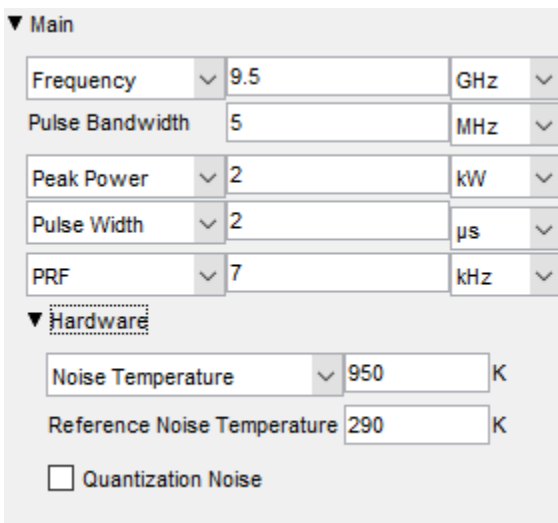 Main
Frequency 9.5 GHz
Pulse Bandwidth 5 MHz
Peak Power 2 kW
Pulse Width 2 µs
PRF 7 kHz
Hardware
Noise Temperature 950 K
Reference Noise Temperature 290 K
Quantization Noise